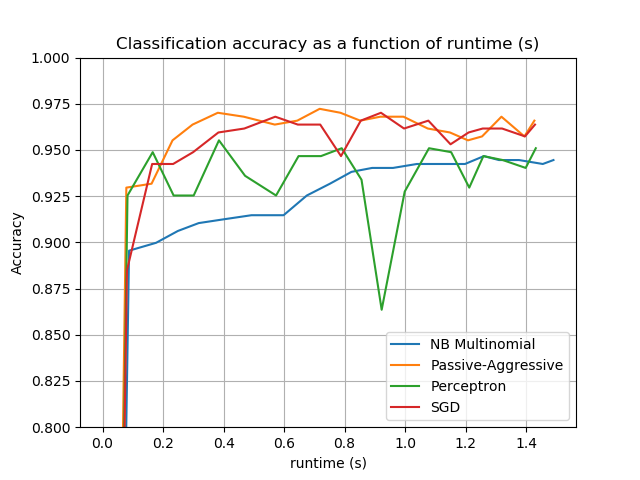 Classification accuracy as a function of runtime (s)
1.000
0.975
0.950
0.925
0.900
0.875
0.850
0.825
0.800
Accuracy
NB Multinomial
Passive-Aggressive
Perceptron
SGD
0.0 0.2 0.4 0.6 0.8 1.0 1.2 1.4
runtime (s)